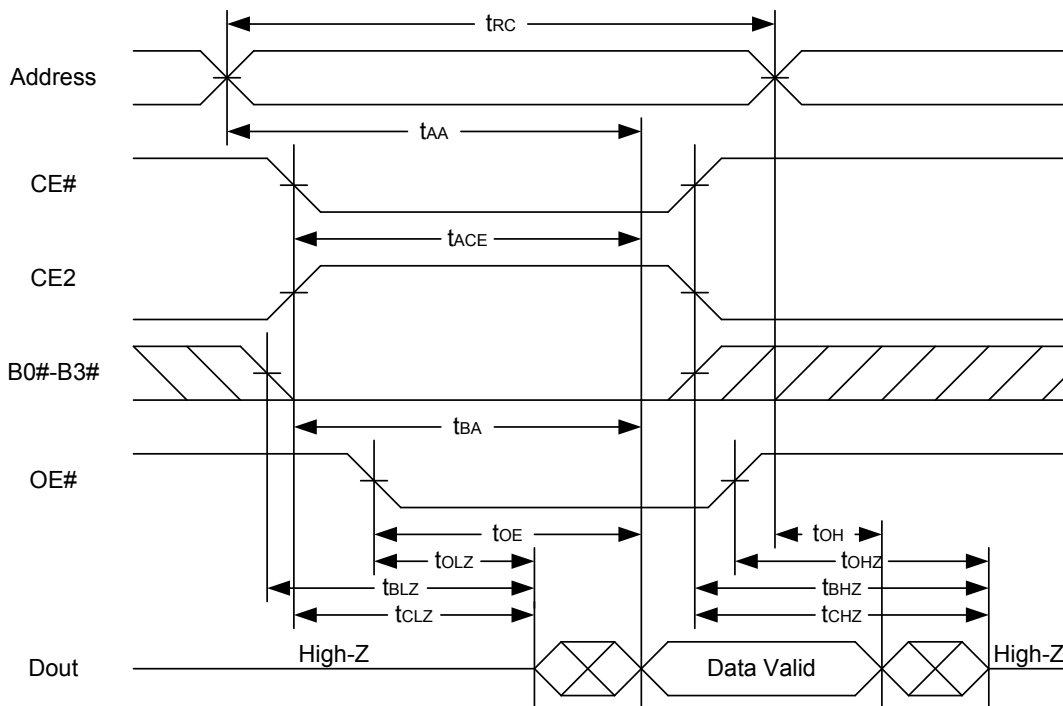 tRC
Address
tAA
CE#
tACE
CE2
B0#-B3#
tBA
OE#
tOE
tOH
tOLZ
tOHZ
tBLZ
tBHZ
tCLZ
tCHZ
Dout
High-Z
Data Valid
High-Z